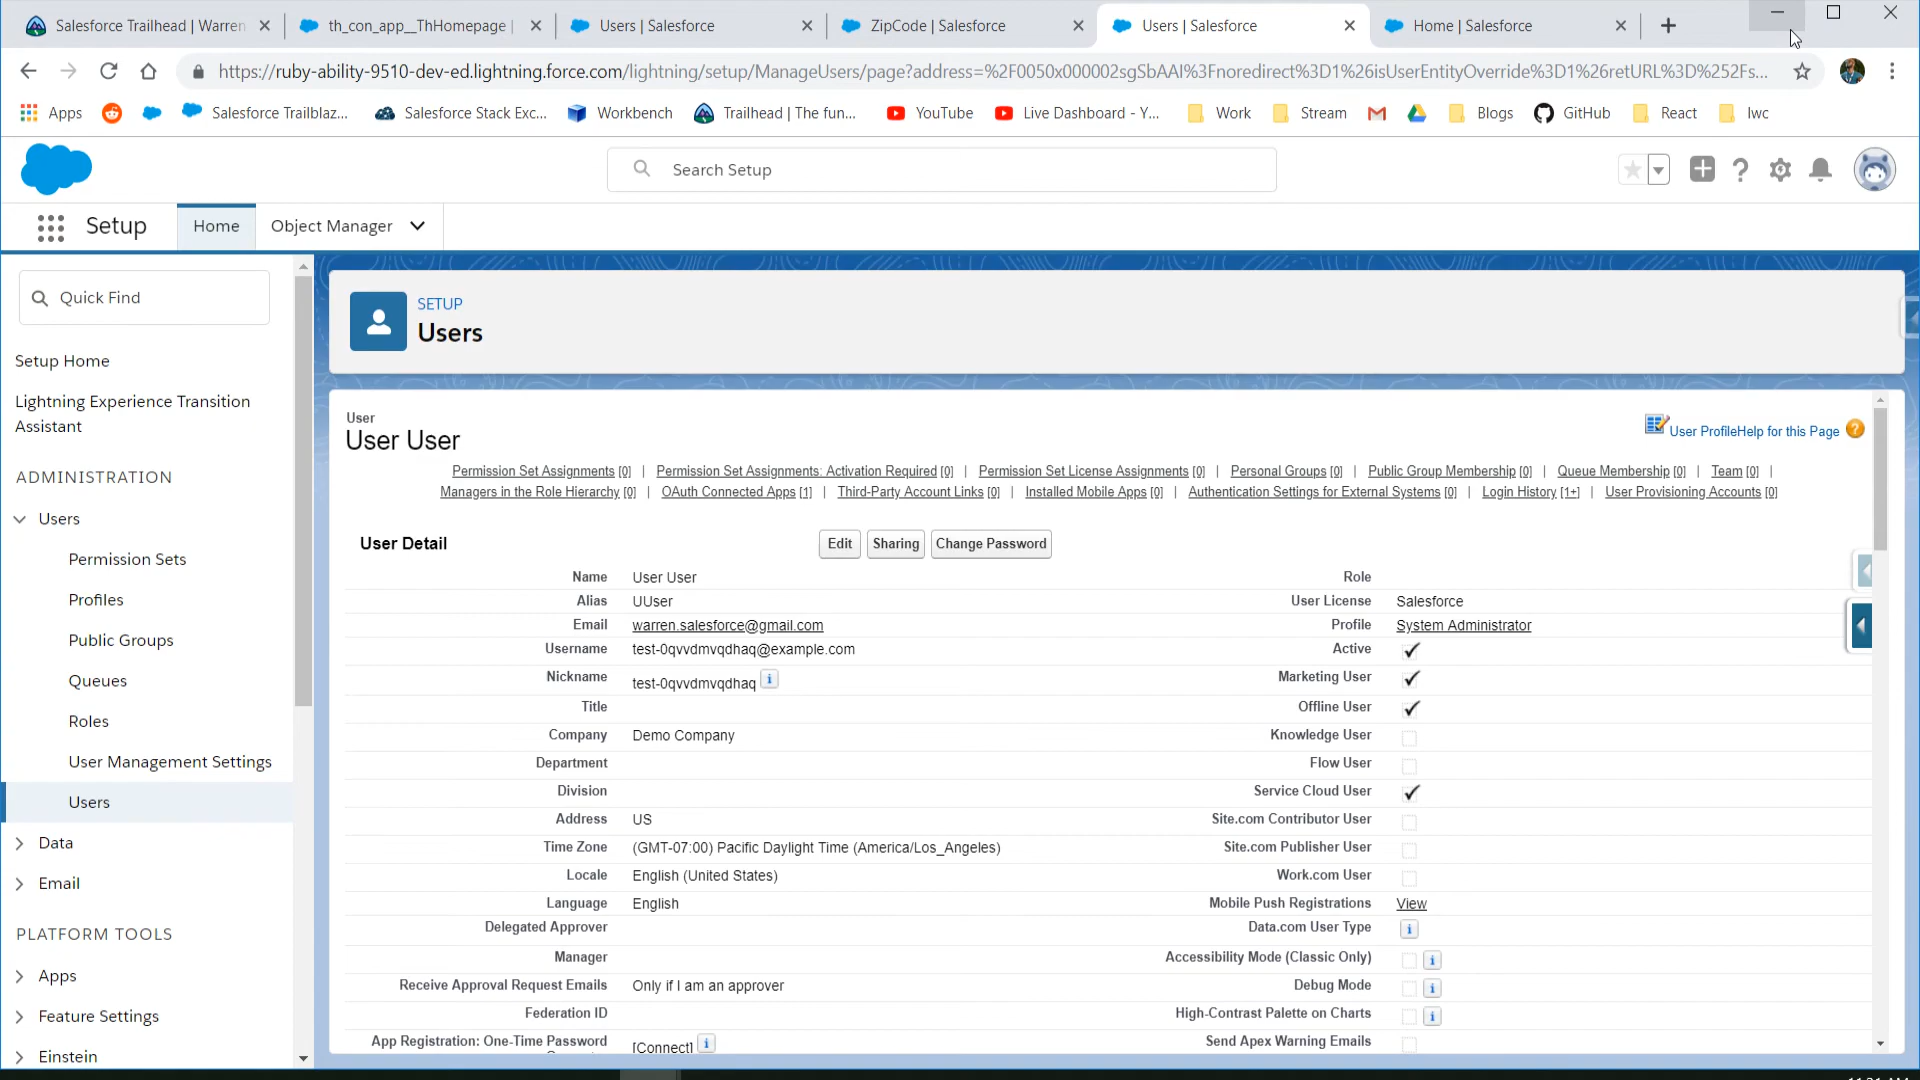 Salesforce Trailhead | Warren
th_con_app__ThHomepage |
Users | Salesforce
ZipCode | Salesforce
Users | Salesforce
Home | Salesforce
https://ruby-ability-9510-dev-ed.lightning.force.com/lightning/setup/ManageUsers/page?address=%2F0050x000002sgSbAAI%3Fnoredirect%3D1%26isUserEntityOverride%3D1%26retURL%3D%252Fs...
Apps
Salesforce Trailblaz...
Salesforce Stack Exc...
Workbench
Trailhead | The fun...
YouTube
Live Dashboard - Y...
Work
Stream
Blogs
GitHub
React
lwc
Search Setup
Setup
Home
Object Manager
Quick Find
Setup Home
Lightning Experience Transition
Assistant
ADMINISTRATION
Users
Permission Sets
Profiles
Public Groups
Queues
Roles
User Management Settings
Users
Data
Email
PLATFORM TOOLS
Apps
Feature Settings
Einstein
SETUP
Users
User
User User
User Profile Help for this Page
Permission Set Assignments [0] | Permission Set Assignments: Activation Required [0] | Permission Set License Assignments [0] | Personal Groups [0] | Public Group Membership [0] | Queue Membership [0] | Team [0] |
Managers in the Role Hierarchy [0] | OAuth Connected Apps [1] | Third-Party Account Links [0] | Installed Mobile Apps [0] | Authentication Settings for External Systems [0] | Login History [1+] | User Provisioning Accounts [0]
User Detail
Edit Sharing Change Password
Name User User Role
Alias UUser User License Salesforce
Email warren.salesforce@gmail.com Profile System Administrator
Username test-0qvvdmvqdhaq@example.com Active
Nickname test-0qvvdmvqdhaq Marketing User
Title Offline User
Company Demo Company Knowledge User
Department Flow User
Division Service Cloud User
Address US Site.com Contributor User
Time Zone (GMT-07:00) Pacific Daylight Time (America/Los_Angeles) Site.com Publisher User
Locale English (United States) Work.com User
Language English Mobile Push Registrations View
Delegated Approver Data.com User Type
Manager Accessibility Mode (Classic Only)
Receive Approval Request Emails Only if I am an approver Debug Mode
Federation ID High-Contrast Palette on Charts
App Registration: One-Time Password [Connect] Send Apex Warning Emails